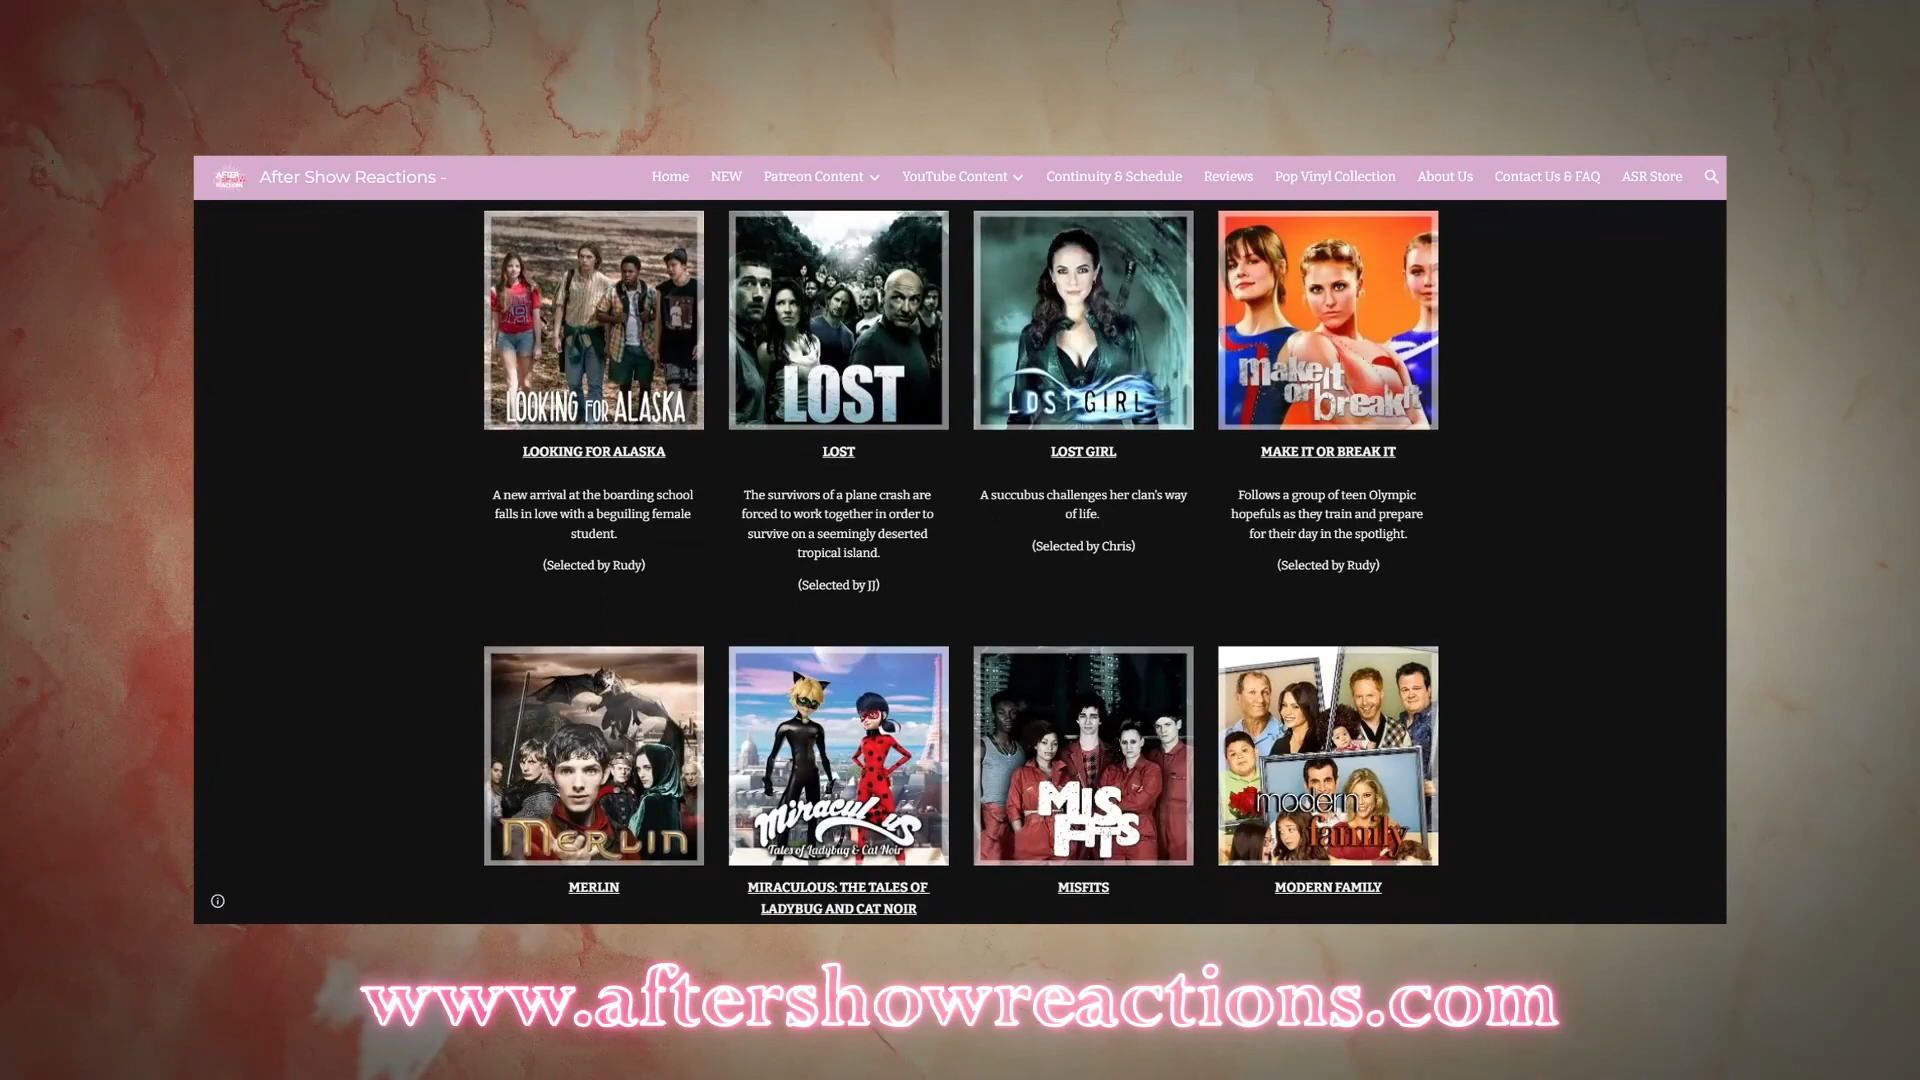 AFTER SHOW REACTIONS
After Show Reactions -
Home NEW Patreon Content YouTube Content Continuity & Schedule Reviews Pop Vinyl Collection About Us Contact Us & FAQ ASR Store
LOOKING FOR ALASKA
LOST
LOST GIRL
make it or break it
LOOKING FOR ALASKA
A new arrival at the boarding school
falls in love with a beguiling female
student.
(Selected by Rudy)
LOST
The survivors of a plane crash are
forced to work together in order to
survive on a seemingly deserted
tropical island.
(Selected by JJ)
LOST GIRL
A succubus challenges her clan's way
of life.
(Selected by Chris)
MAKE IT OR BREAK IT
Follows a group of teen Olympic
hopefuls as they train and prepare
for their day in the spotlight.
(Selected by Rudy)
MERLIN
Miraculous
Tales of Ladybug & Cat Noir
MISFITS
modern
family
MERLIN
MIRACULOUS: THE TALES OF
LADYBUG AND CAT NOIR
MISFITS
MODERN FAMILY
www.aftershowreactions.com